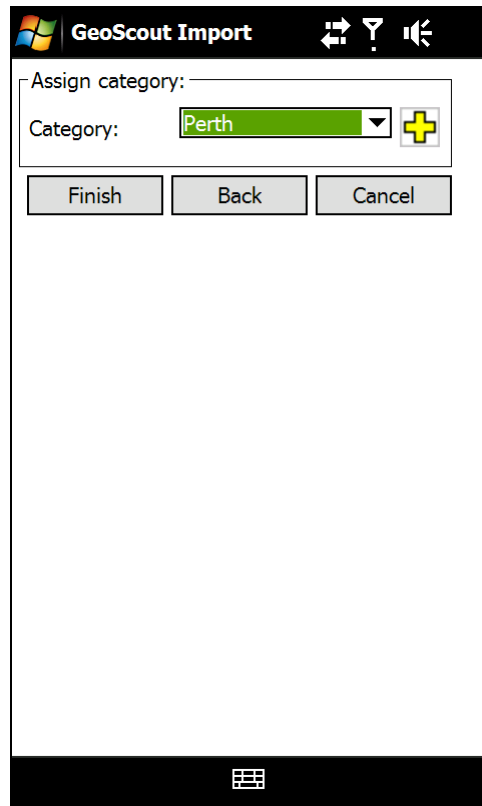 GeoScout Import
Assign category:
Category: Perth
Finish Back Cancel